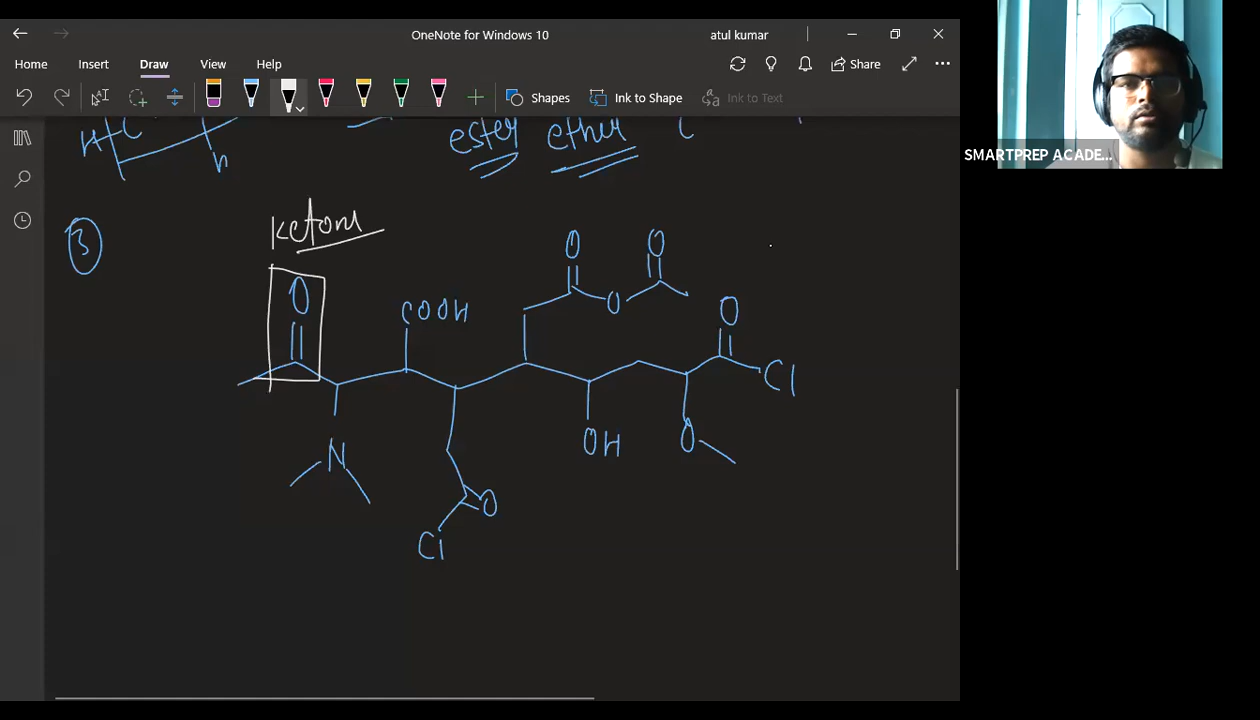 OneNote for Windows 10
atul kumar
Home Insert Draw View Help
Share
Shapes
Ink to Shape
Ink to Text
SMARTPREP ACADE...
ester ether
3
ketone
O O O
O COOH O O
Cl
N OH O
O
Cl